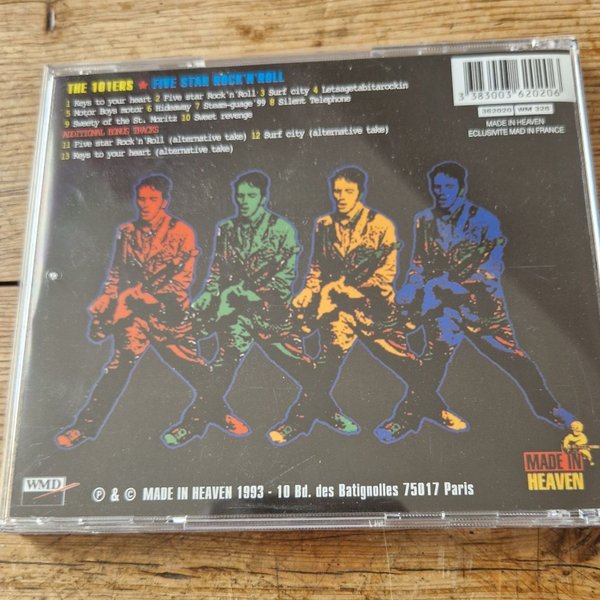 THE 101ERS ★ FIVE STAR ROCK'N'ROLL
1 Keys to your heart 2 Five star Rock'n'Roll 3 Surf city 4 Letsagetabitarockin
5 Motor Boys motor 6 Hideaway 7 Steam-guage'99 8 Silent Telephone
9 Sweety of the St. Moritz 10 Sweet revenge
ADDITIONAL BONUS TRACKS
11 Five star Rock'n'Roll (alternative take) 12 Surf city (alternative take)
13 Keys to your heart (alternative take)
3 383003 620206
362020 WM 325
MADE IN HEAVEN
ECLUSIVITE MAD IN FRANCE
WMD
℗ & © MADE IN HEAVEN 1993 - 10 Bd. des Batignolles 75017 Paris
MADE IN
HEAVEN